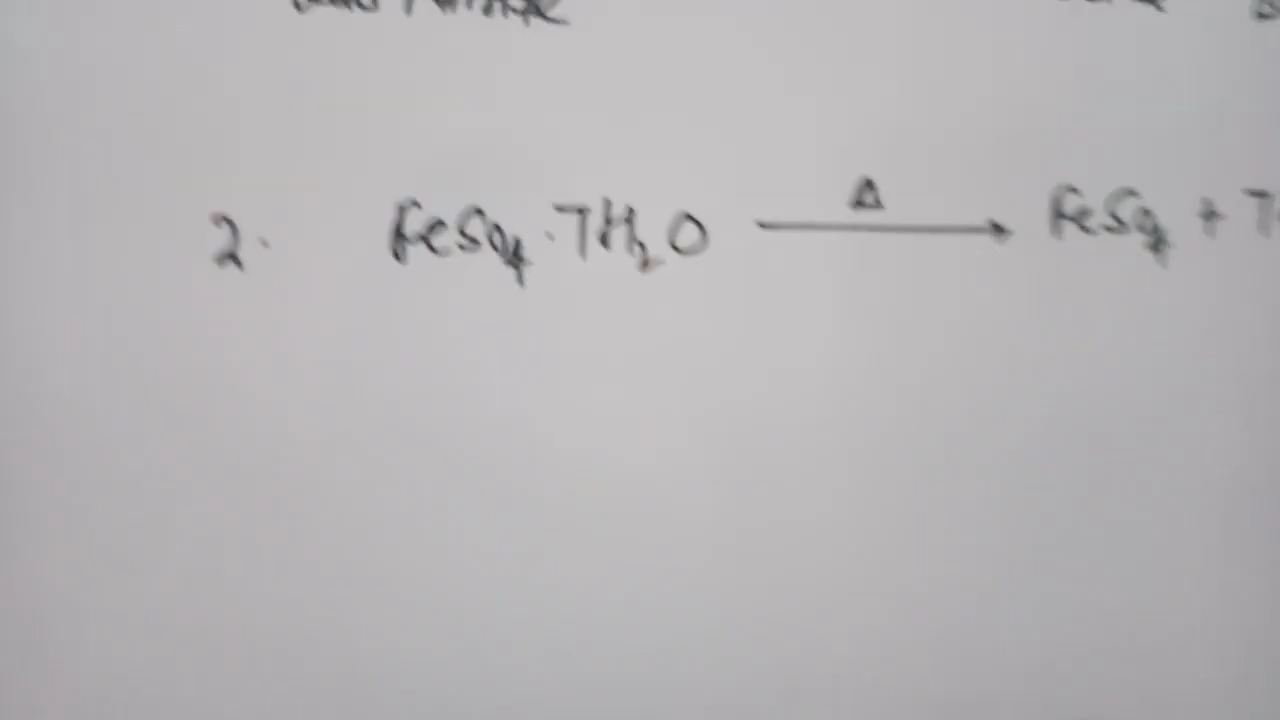 2. FeSO₄·7H₂O —Δ→ FeSO₄ + 7